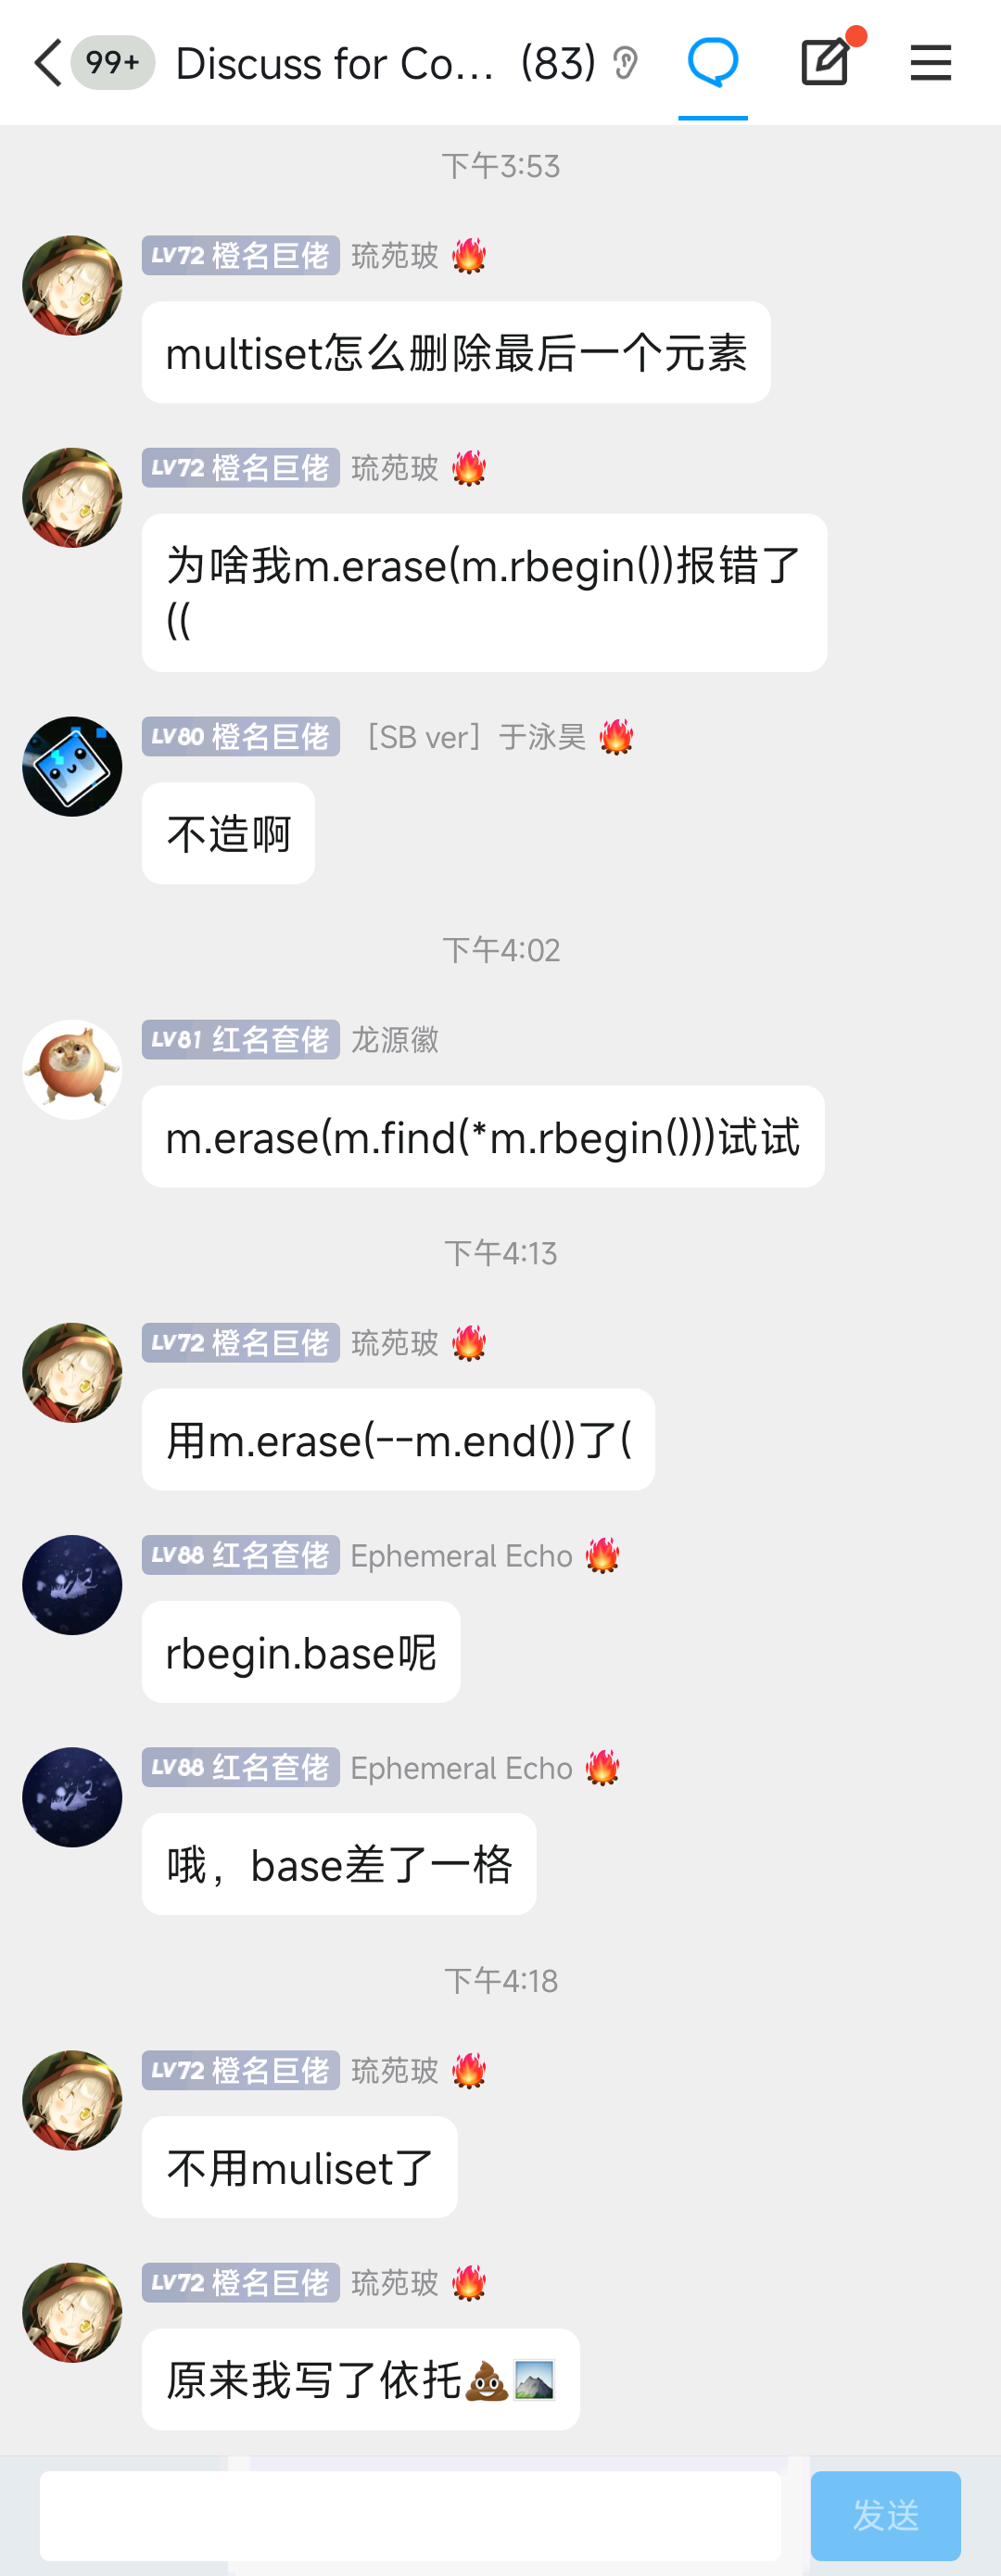 99+ Discuss for Co... (83)
下午3:53
LV72 橙名巨佬 琉苑玻
multiset怎么删除最后一个元素
LV72 橙名巨佬 琉苑玻
为啥我m.erase(m.rbegin())报错了
((
LV80 橙名巨佬 [SB ver] 于泳昊
不造啊
下午4:02
LV81 红名奆佬 龙源徽
m.erase(m.find(*m.rbegin()))试试
下午4:13
LV72 橙名巨佬 琉苑玻
用m.erase(--m.end())了(
LV88 红名奆佬 Ephemeral Echo
rbegin.base呢
LV88 红名奆佬 Ephemeral Echo
哦，base差了一格
下午4:18
LV72 橙名巨佬 琉苑玻
不用muliset了
LV72 橙名巨佬 琉苑玻
原来我写了依托
发送